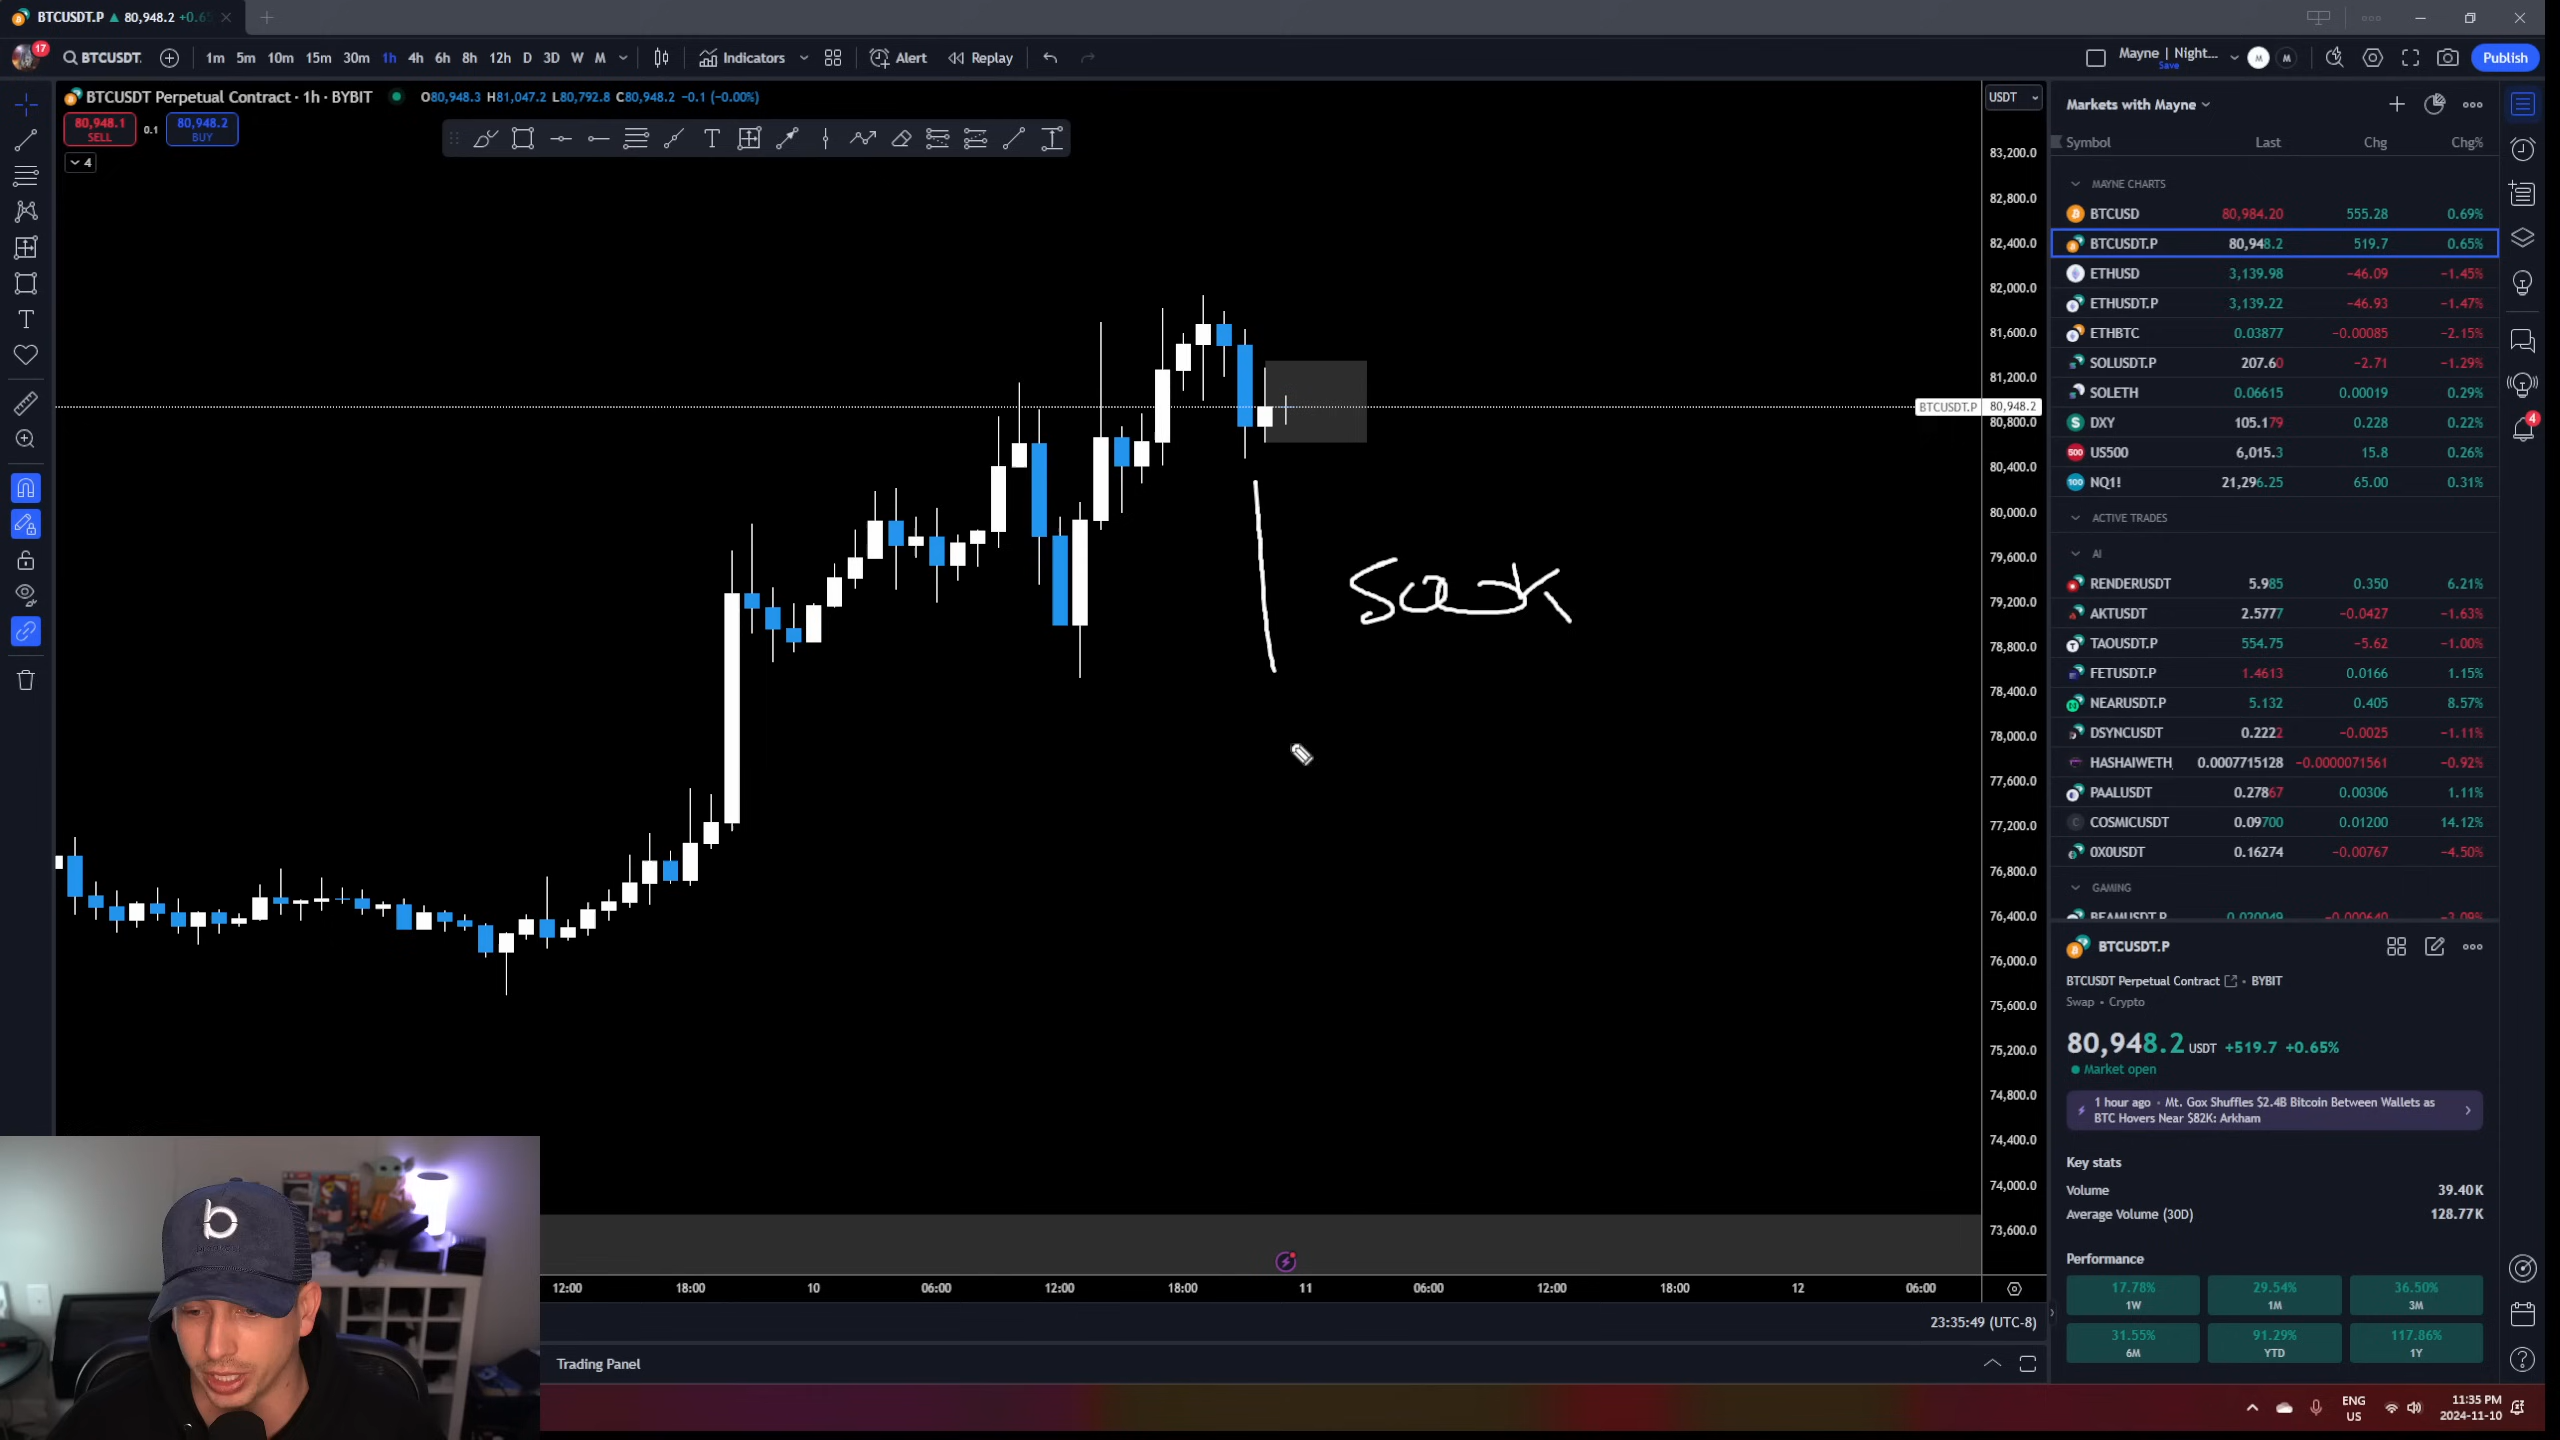 BTCUSDT.P ▲ 80,948.2 +0.65
17 BTCUSDT. 1m 5m 10m 15m 30m 1h 4h 6h 8h 12h D 3D W M Indicators Alert Replay Mayne | Night... Save M M Publish
BTCUSDT Perpetual Contract · 1h · BYBIT O80,948.3 H81,047.2 L80,792.8 C80,948.2 −0.1 (−0.00%)
80,948.1 SELL 0.1 80,948.2 BUY
4
USDT
83,200.0
82,800.0
82,400.0
82,000.0
81,600.0
81,200.0
BTCUSDT.P 80,948.2
80,800.0
80,400.0
80,000.0
79,600.0
79,200.0
78,800.0
78,400.0
78,000.0
77,600.0
77,200.0
76,800.0
76,400.0
76,000.0
75,600.0
75,200.0
74,800.0
74,400.0
74,000.0
73,600.0
12:00 18:00 10 06:00 12:00 18:00 11 06:00 12:00 18:00 12 06:00
23:35:49 (UTC-8)
Trading Panel
Markets with Mayne
Symbol Last Chg Chg%
MAYNE CHARTS
BTCUSD 80,984.20 555.28 0.69%
BTCUSDT.P 80,948.2 519.7 0.65%
ETHUSD 3,139.98 −46.09 −1.45%
ETHUSDT.P 3,139.22 −46.93 −1.47%
ETHBTC 0.03877 −0.00085 −2.15%
SOLUSDT.P 207.60 −2.71 −1.29%
SOLETH 0.06615 0.00019 0.29%
DXY 105.179 0.228 0.22%
500 US500 6,015.3 15.8 0.26%
100 NQ1! 21,296.25 65.00 0.31%
ACTIVE TRADES
AI
RENDERUSDT 5.985 0.350 6.21%
AKTUSDT 2.5777 −0.0427 −1.63%
TAOUSDT.P 554.75 −5.62 −1.00%
FETUSDT.P 1.4613 0.0166 1.15%
NEARUSDT.P 5.132 0.405 8.57%
DSYNCUSDT 0.2222 −0.0025 −1.11%
HASHAIWETH 0.0007715128 −0.0000071561 −0.92%
PAALUSDT 0.27867 0.00306 1.11%
COSMICUSDT 0.09700 0.01200 14.12%
0X0USDT 0.16274 −0.00767 −4.50%
GAMING
BEAMUSDT.P 0.020049 −0.000640 −3.09%
4
BTCUSDT.P
BTCUSDT Perpetual Contract • BYBIT
Swap • Crypto
80,948.2 USDT +519.7 +0.65%
Market open
1 hour ago · Mt. Gox Shuffles $2.4B Bitcoin Between Wallets as
BTC Hovers Near $82K: Arkham
Key stats
Volume 39.40K
Average Volume (30D) 128.77K
Performance
17.78% 1W 29.54% 1M 36.50% 3M
31.55% 6M 91.29% YTD 117.86% 1Y
ENG US 11:35 PM 2024-11-10
b